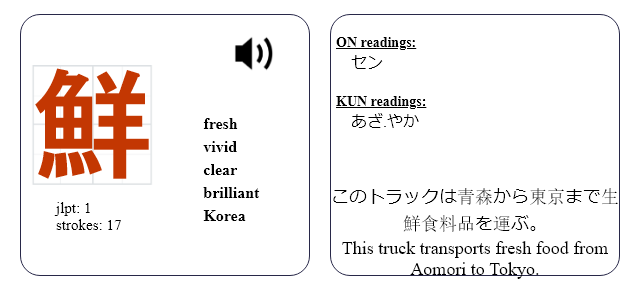 鮮
fresh
vivid
clear
brilliant
Korea
jlpt: 1
strokes: 17
ON readings:
セン
KUN readings:
あざ.やか
このトラックは青森から東京まで生
鮮食料品を運ぶ。
This truck transports fresh food from
Aomori to Tokyo.